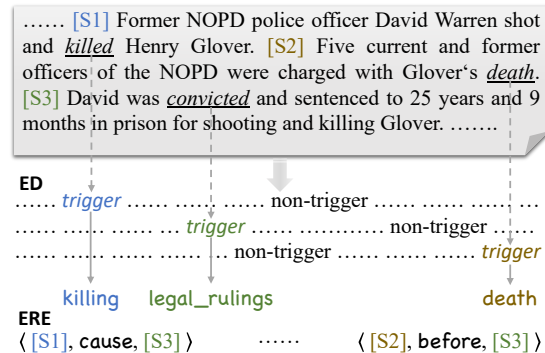 ...... [S1] Former NOPD police officer David Warren shot
and killed Henry Glover. [S2] Five current and former
officers of the NOPD were charged with Glover‘s death.
[S3] David was convicted and sentenced to 25 years and 9
months in prison for shooting and killing Glover. …….
ED
…… trigger …… …… …… non-trigger …… …… …… …
…… …… …… trigger …… …… …… non-trigger ……
…… …… …… …… non-trigger …… …… …… trigger
killing legal_rulings death
ERE
⟨ [S1], cause, [S3] ⟩ …… ⟨ [S2], before, [S3] ⟩